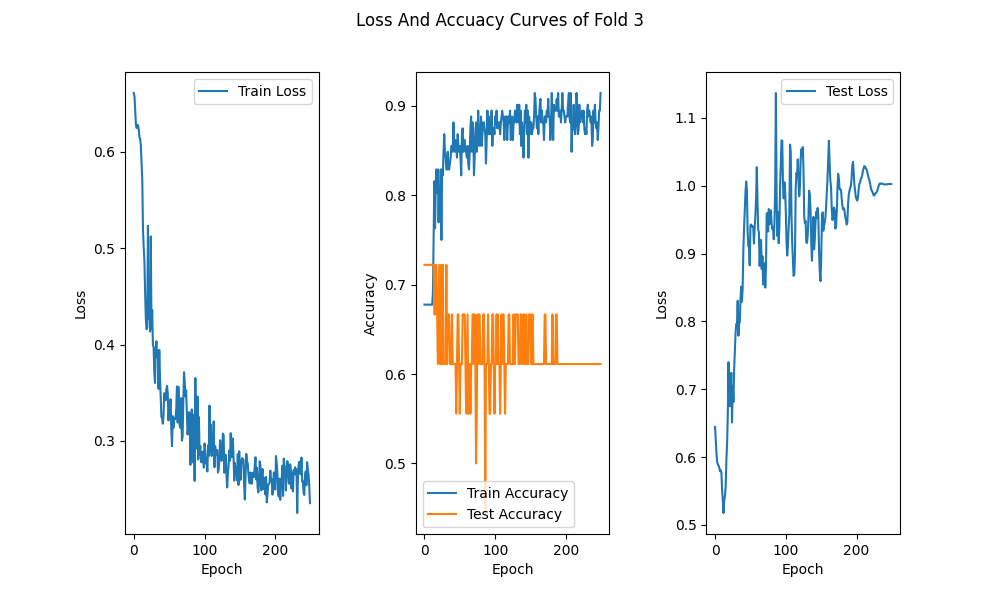 Loss And Accuacy Curves of Fold 3
Train Loss
0.6
0.5
0.4
0.3
0
100
200
Loss
Epoch
0.9
0.8
0.7
0.6
0.5
0
100
200
Accuracy
Epoch
Train Accuracy
Test Accuracy
Test Loss
1.1
1.0
0.9
0.8
0.7
0.6
0.5
0
100
200
Loss
Epoch